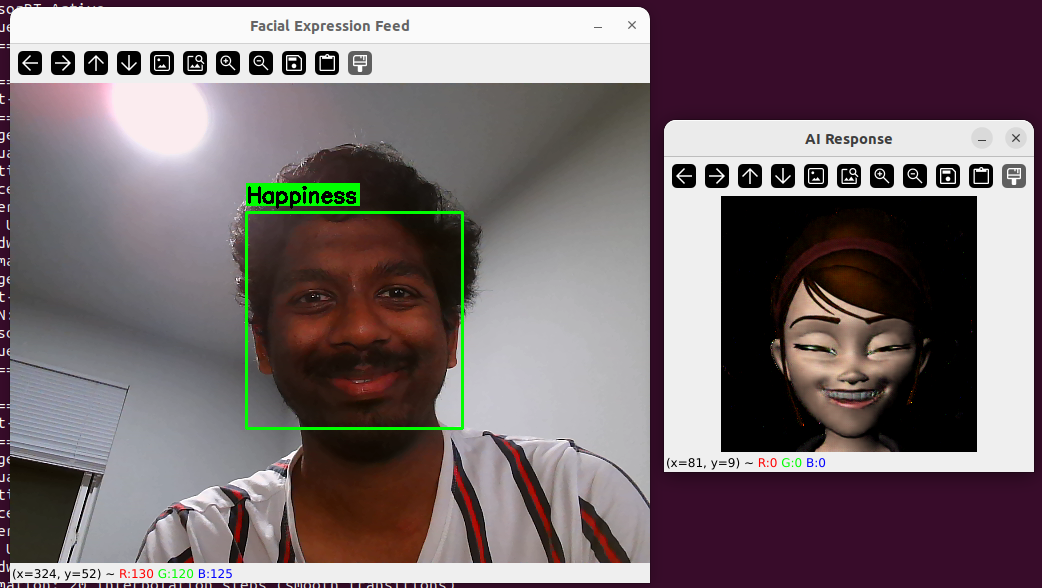 Facial Expression Feed
Happiness
(x=324, y=52) ~ R:130 G:120 B:125
AI Response
(x=81, y=9) ~ R:0 G:0 B:0